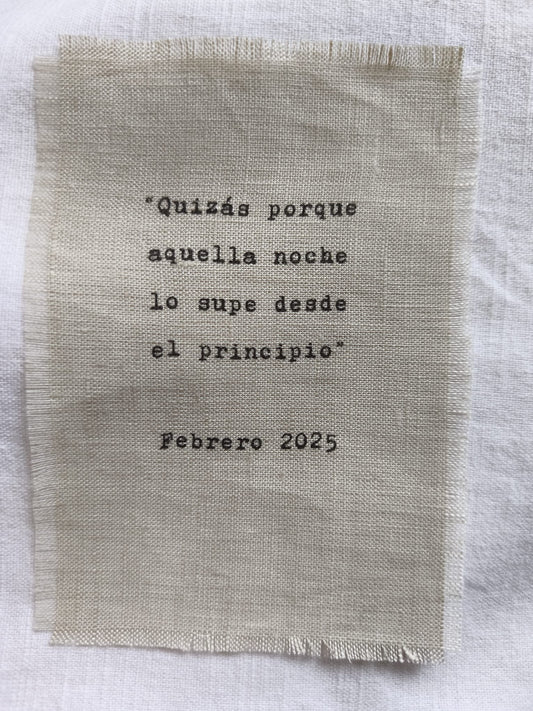 "Quizás porque
aquella noche
lo supe desde
el principio"
Febrero 2025